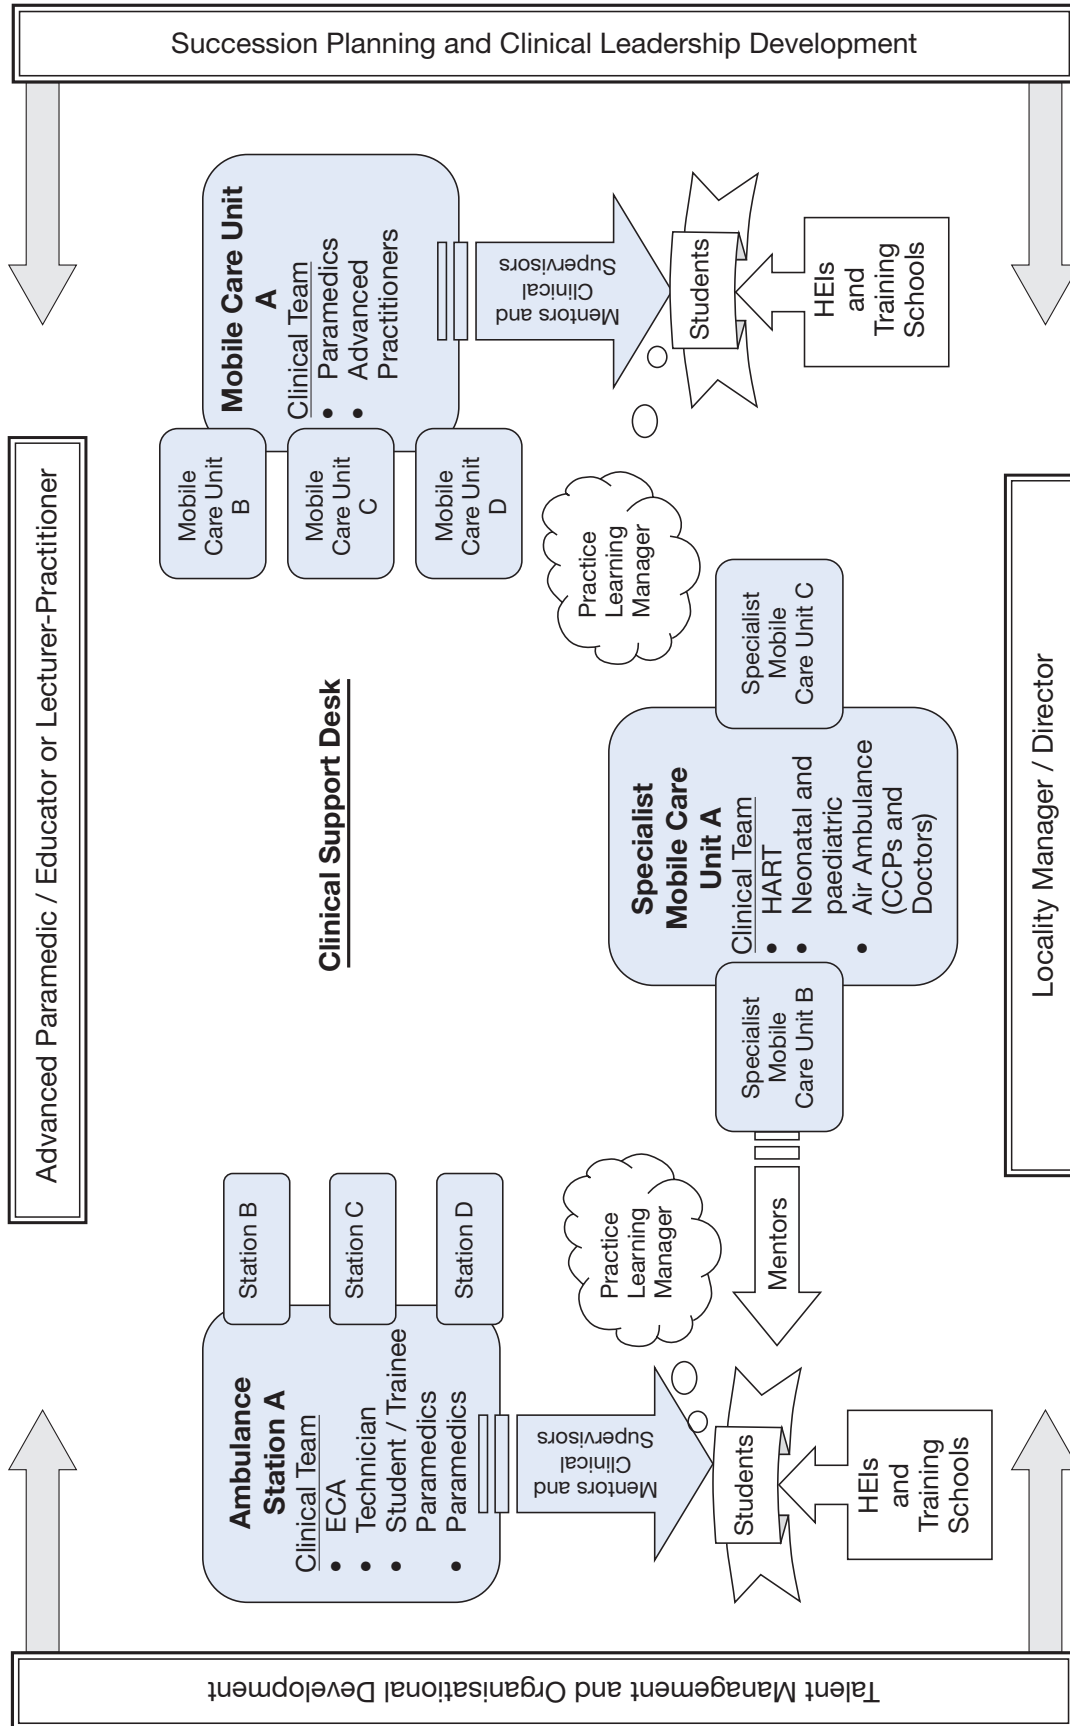 Succession Planning and Clinical Leadership Development
Advanced Paramedic / Educator or Lecturer-Practitioner
Talent Management and Organisational Development
Locality Manager / Director
Clinical Support Desk
Ambulance
Station A
Clinical Team
• ECA
• Technician
• Student / Trainee
Paramedics
• Paramedics
Station B
Station C
Station D
Mentors and
Clinical
Supervisors
Practice
Learning
Manager
Students
HEIs
and
Training
Schools
Mentors
Specialist
Mobile Care
Unit A
Clinical Team
• HART
• Neonatal and
paediatric
• Air Ambulance
(CCPs and
Doctors)
Specialist
Mobile
Care Unit B
Specialist
Mobile
Care Unit C
Mobile Care Unit
A
Clinical Team
• Paramedics
• Advanced
Practitioners
Mobile
Care Unit
B
Mobile
Care Unit
C
Mobile
Care Unit
D
Practice
Learning
Manager
Mentors and
Clinical
Supervisors
Students
HEIs
and
Training
Schools